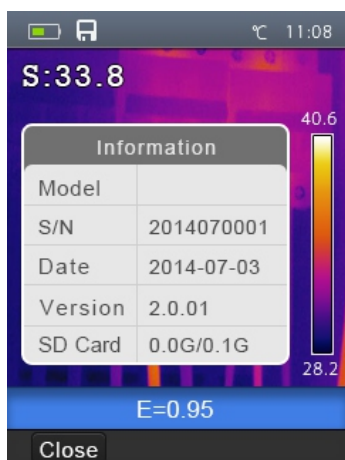 ℃ 11:08
S:33.8
40.6
Information
Model
S/N 2014070001
Date 2014-07-03
Version 2.0.01
SD Card 0.0G/0.1G
28.2
E=0.95
Close